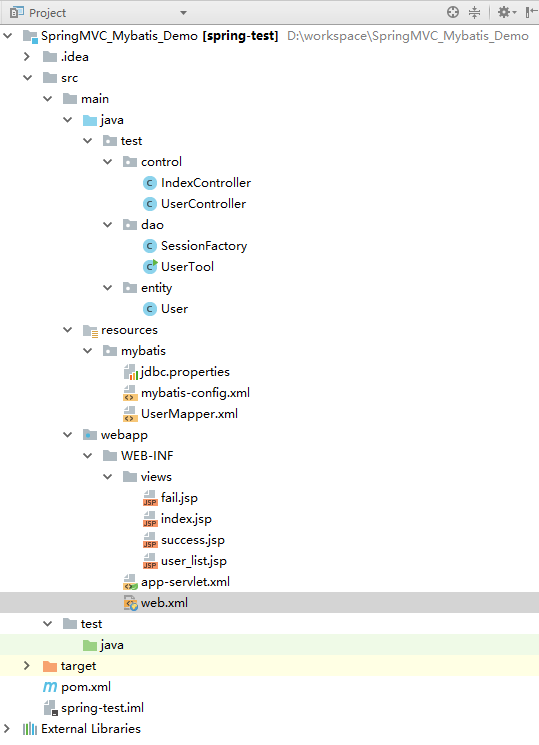 Project
SpringMVC_Mybatis_Demo [spring-test] D:\workspace\SpringMVC_Mybatis_Demo
.idea
src
main
java
test
control
IndexController
UserController
dao
SessionFactory
UserTool
entity
User
resources
mybatis
jdbc.properties
mybatis-config.xml
UserMapper.xml
webapp
WEB-INF
views
fail.jsp
index.jsp
success.jsp
user_list.jsp
app-servlet.xml
web.xml
test
java
target
pom.xml
spring-test.iml
External Libraries